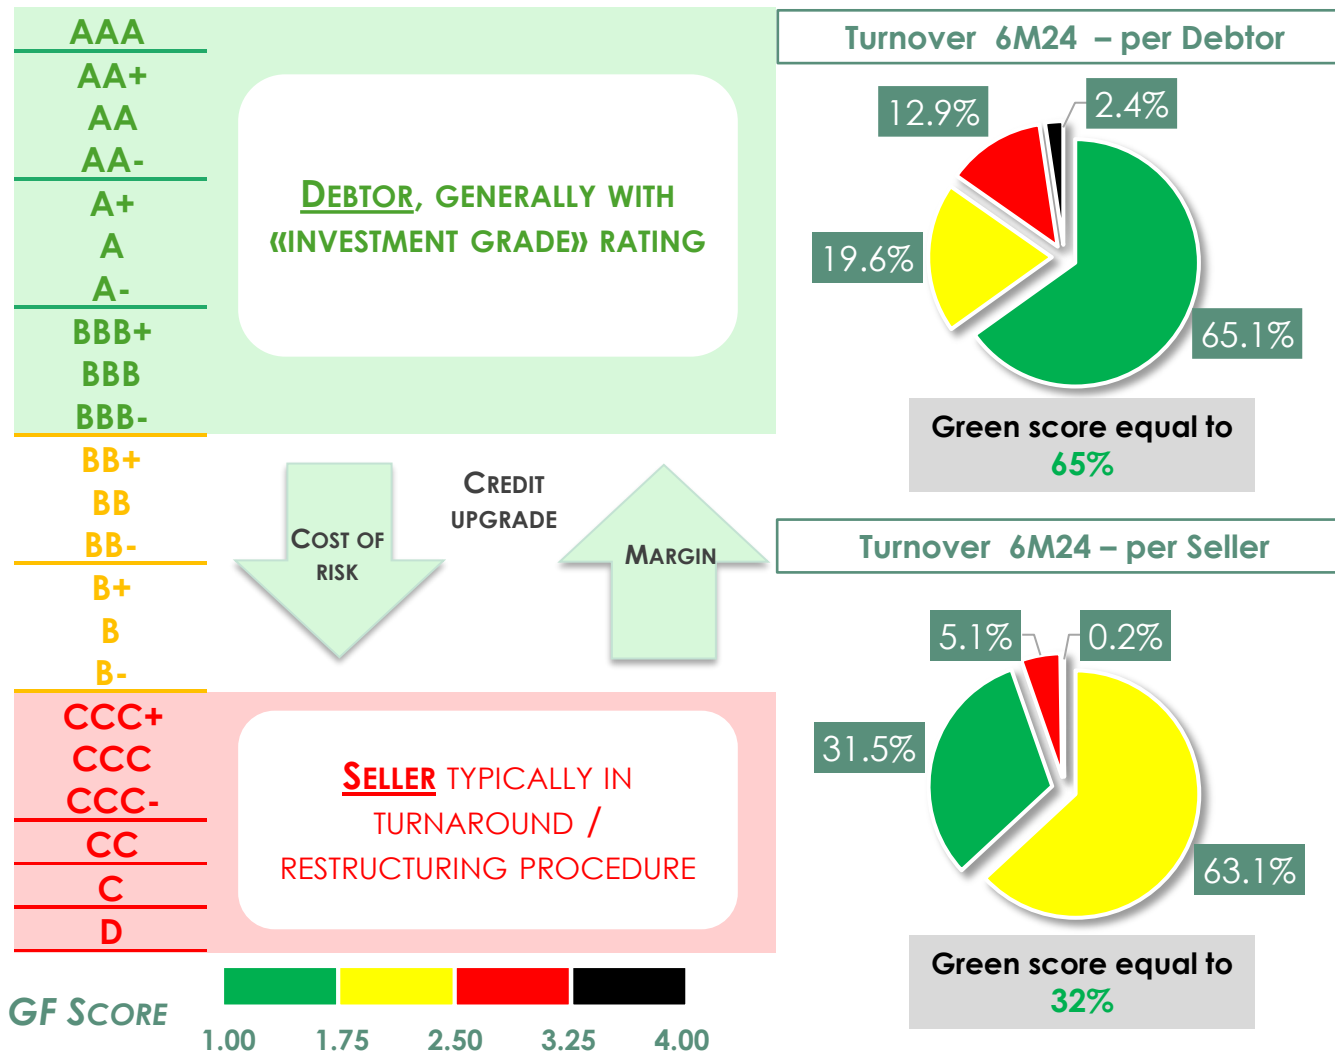 AAA
AA+
AA
AA-
A+
A
A-
BBB+
BBB
BBB-
BB+
BB
BB-
B+
B
B-
CCC+
CCC
CCC-
CC
C
D
DEBTOR, GENERALLY WITH
«INVESTMENT GRADE» RATING
COST OF
RISK
CREDIT
UPGRADE
MARGIN
SELLER TYPICALLY IN
TURNAROUND /
RESTRUCTURING PROCEDURE
GF SCORE
1.00 1.75 2.50 3.25 4.00
Turnover 6M24 – per Debtor
12.9%
2.4%
19.6%
65.1%
Green score equal to
65%
Turnover 6M24 – per Seller
5.1%
0.2%
31.5%
63.1%
Green score equal to
32%